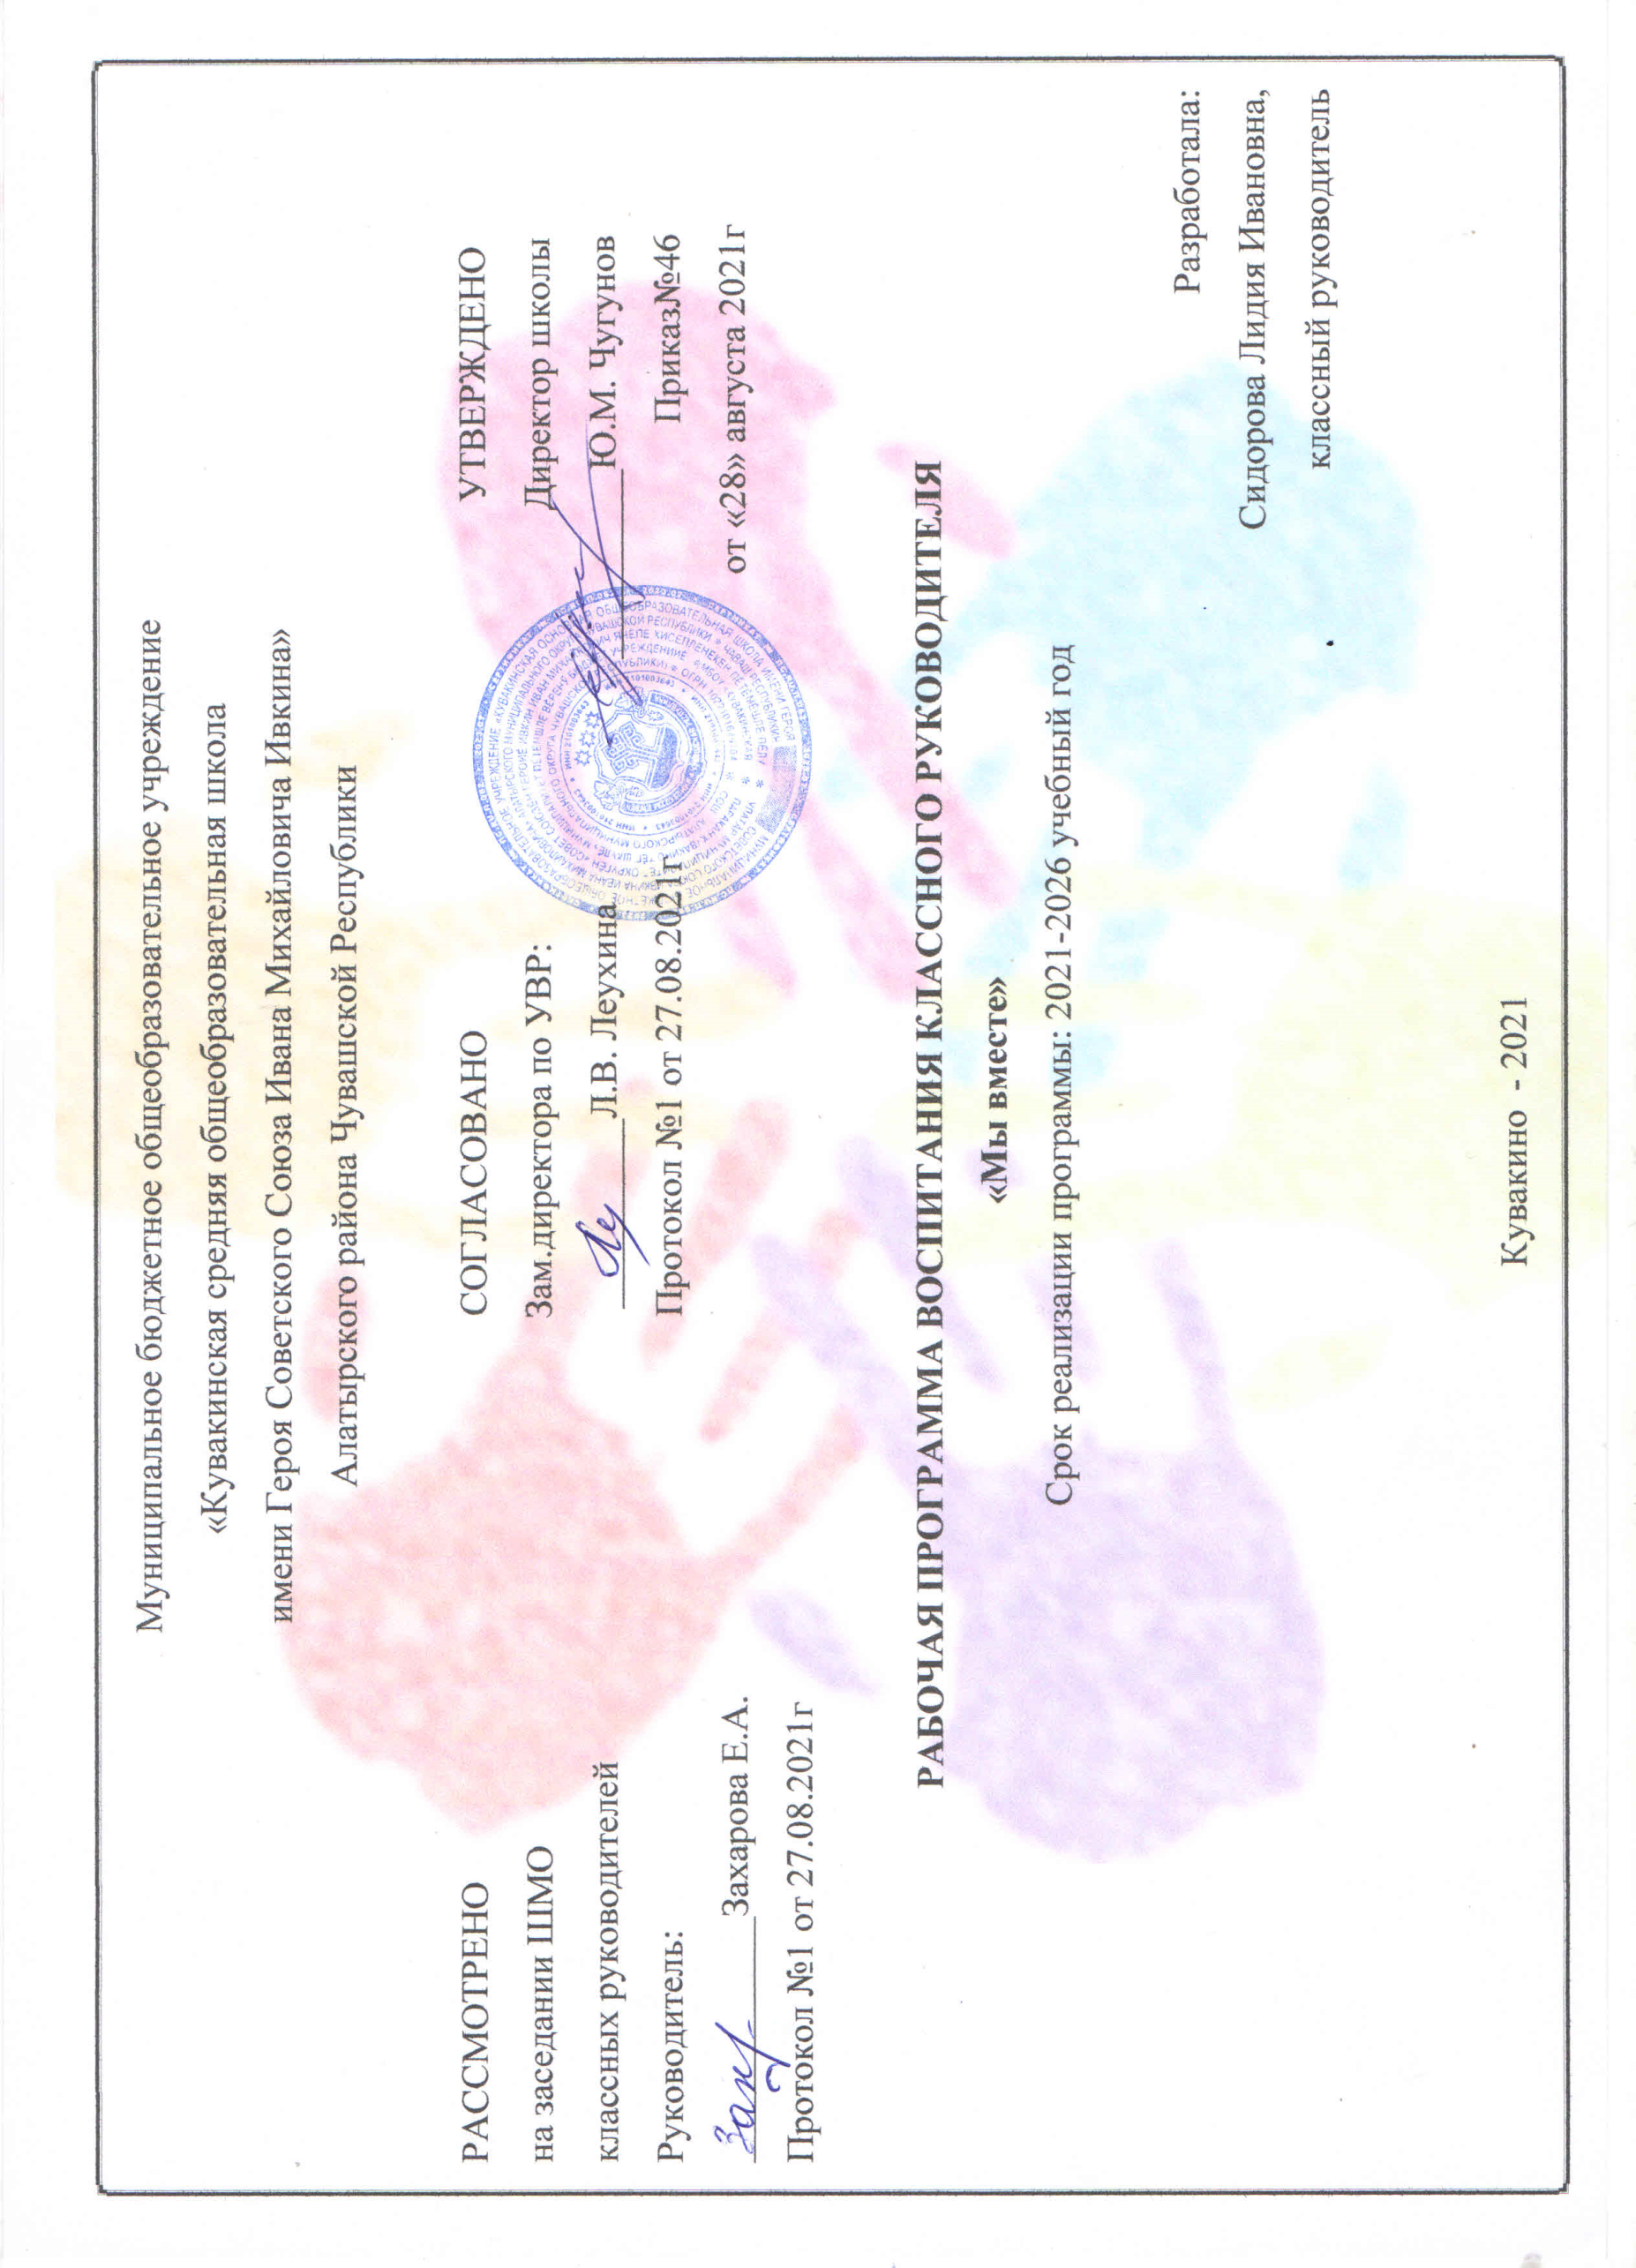 Муниципальное бюджетное общеобразовательное учреждение
«Кувакинская средняя общеобразовательная школа
имени Героя Советского Союза Ивана Михайловича Ивкина»
Алатырского района Чувашской Республики
РАССМОТРЕНО
на заседании ШМО
классных руководителей
Руководитель:
Захарова Е.А.
Протокол №1 от 27.08.2021г
СОГЛАСОВАНО
Зам.директора по УВР:
Л.В. Леухина
Протокол №1 от 27.08.2021г
УТВЕРЖДЕНО
Директор школы
Ю.М. Чугунов
Приказ№46
от «28» августа 2021г
РАБОЧАЯ ПРОГРАММА ВОСПИТАНИЯ КЛАССНОГО РУКОВОДИТЕЛЯ
«Мы вместе»
Срок реализации программы: 2021-2026 учебный год
Разработала:
Сидорова Лидия Ивановна,
классный руководитель
Кувакино - 2021